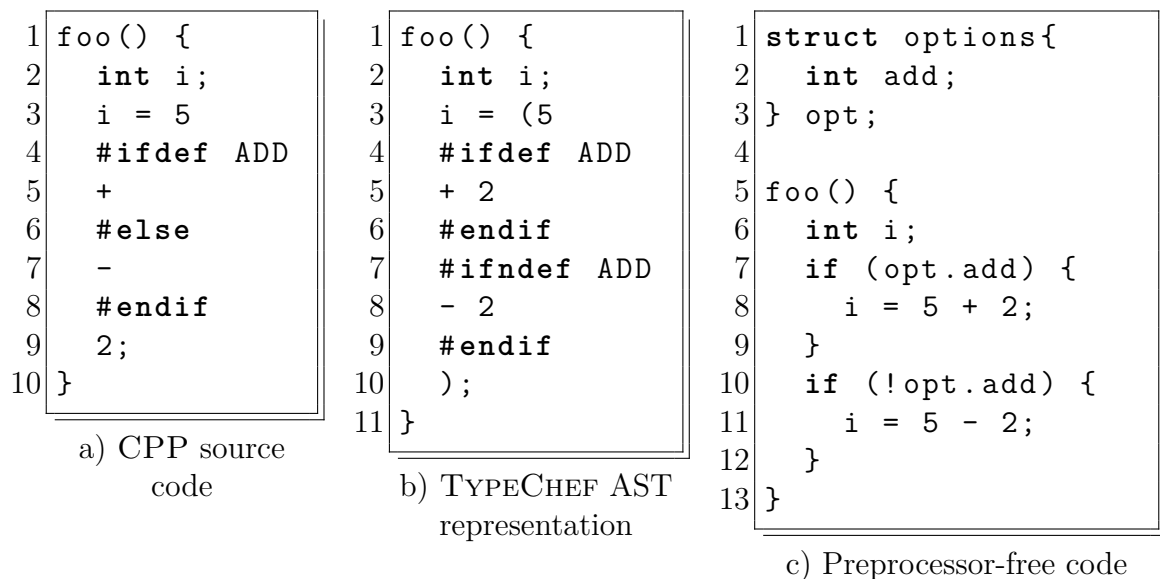 1 foo() {
2   int i;
3   i = 5
4   #ifdef ADD
5   +
6   #else
7   -
8   #endif
9   2;
10 }
a) CPP source
code
1 foo() {
2   int i;
3   i = (5
4   #ifdef ADD
5   + 2
6   #endif
7   #ifndef ADD
8   - 2
9   #endif
10   );
11 }
b) TYPECHEF AST
representation
1 struct options{
2   int add;
3 } opt;
4
5 foo() {
6   int i;
7   if (opt.add) {
8     i = 5 + 2;
9   }
10   if (!opt.add) {
11     i = 5 - 2;
12   }
13 }
c) Preprocessor-free code